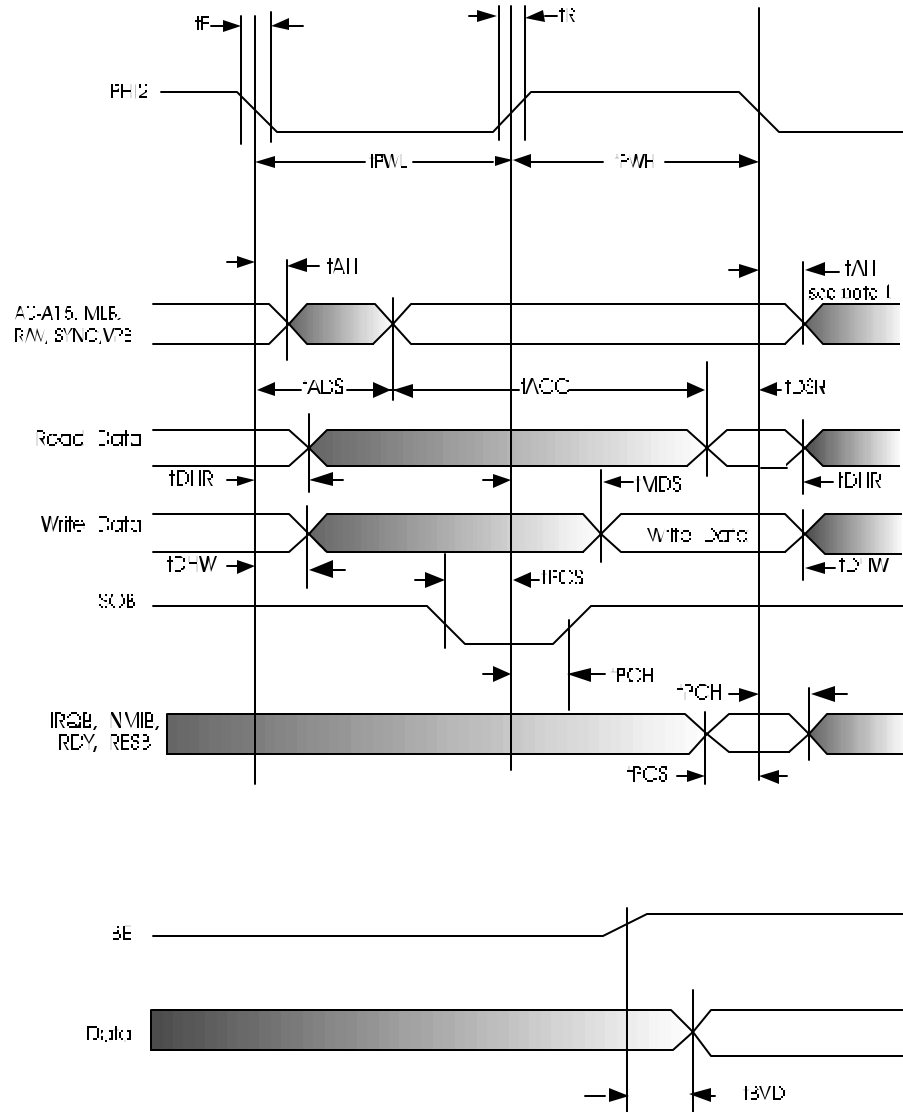 tF
tR
PHI2
tPWL
tPWH
tAH
tAH
see note 1
A0-A15, MLB,
R/W, SYNC,VPB
tADS
tACC
tDSR
Read Data
tDHR
tMDS
tDHR
Write Data
Write Data
tDHW
tPCS
tDHW
SOB
tPCH
tPCH
IRQB, NMIB,
RDY, RESB
tPCS
BE
Data
tBVD